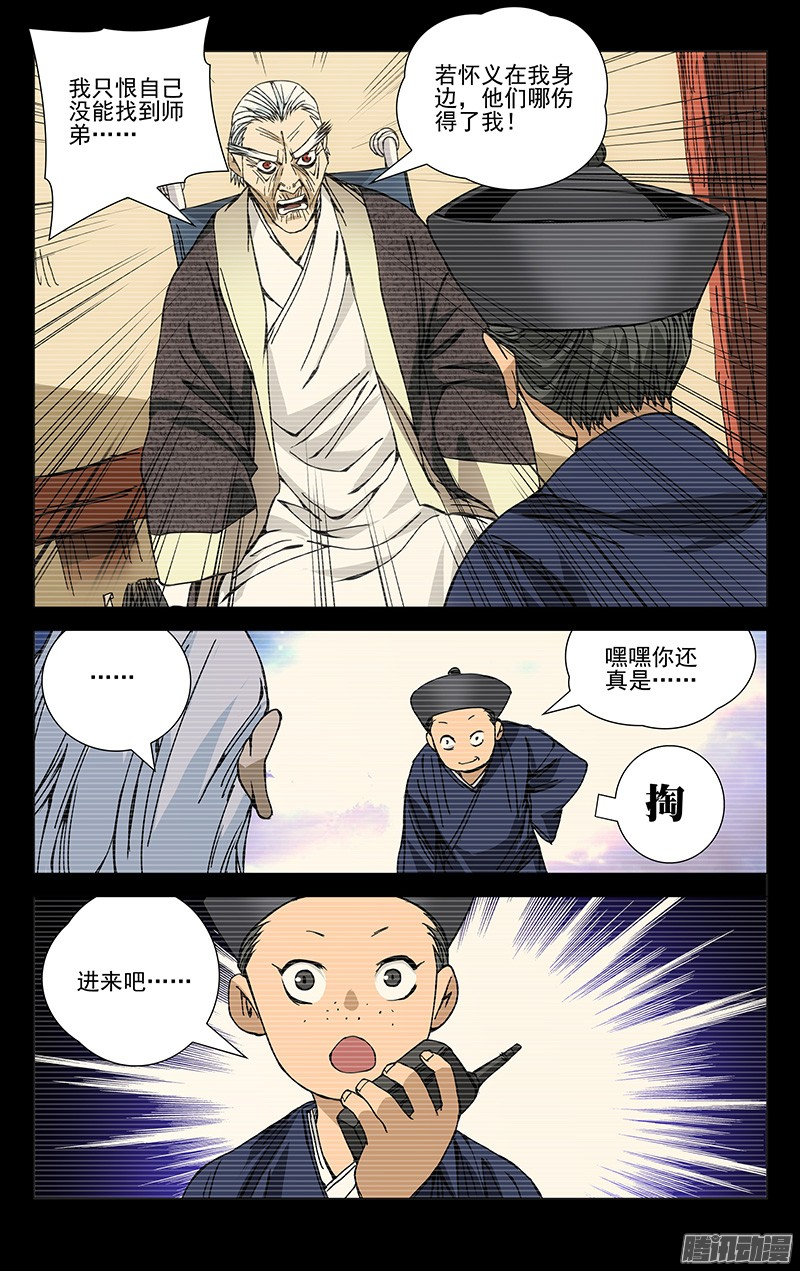 我只恨自己
没能找到师
弟……
若怀义在我身
边，他们哪伤
得了我！
……
嘿嘿你还
真是……
掏
进来吧……
腾讯动漫